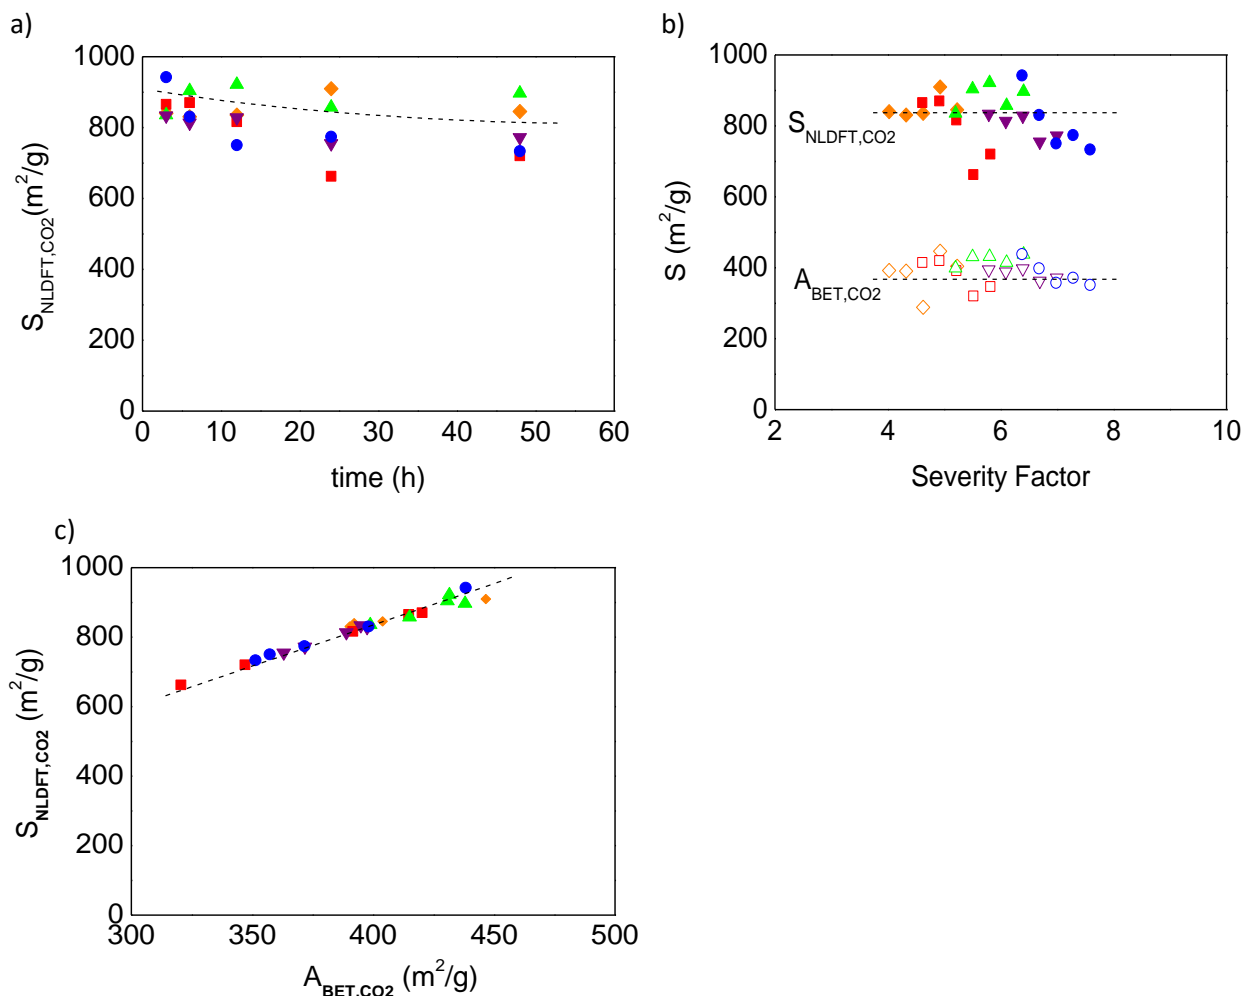 a)
1000
800
600
400
200
0
0 10 20 30 40 50 60
S_NLDFT,CO2 (m²/g)
time (h)
b)
1000
800
600
400
200
0
2 4 6 8 10
S (m²/g)
S_NLDFT,CO2
A_BET,CO2
Severity Factor
c)
1000
800
600
400
200
0
300 350 400 450 500
S_NLDFT,CO2 (m²/g)
A_BET,CO2 (m²/g)